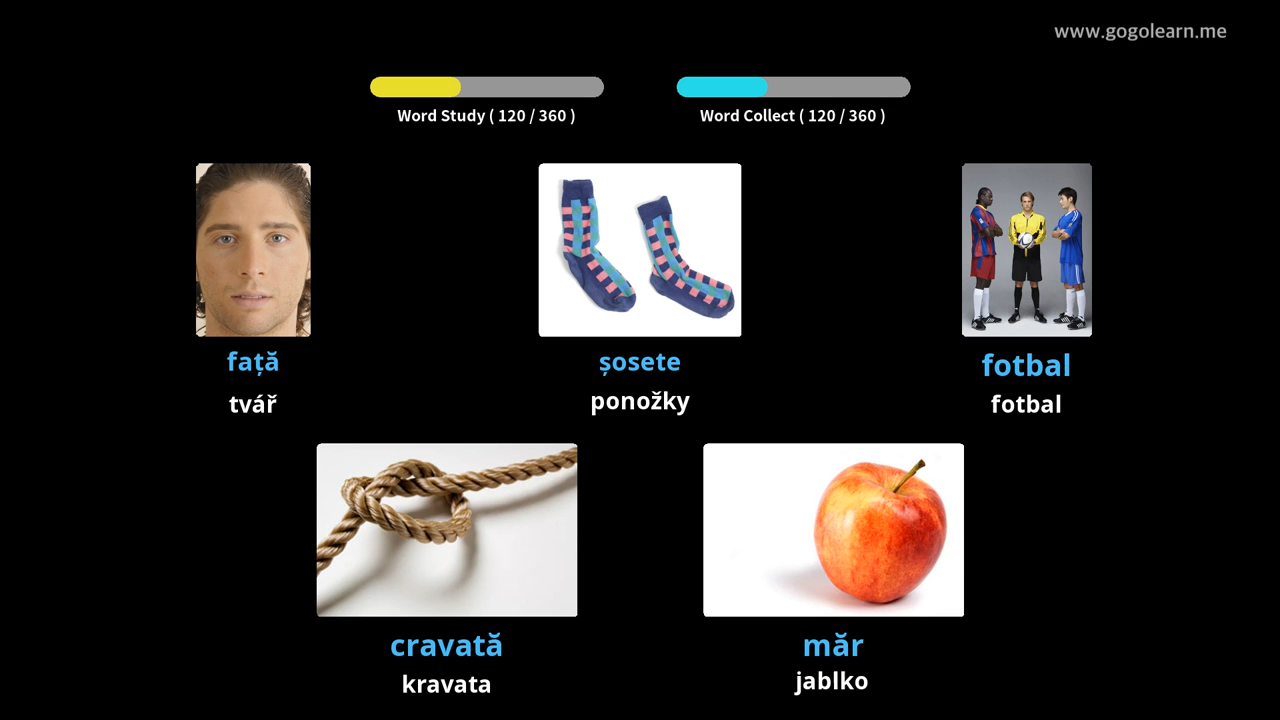 www.gogolearn.me
Word Study ( 120 / 360 )
Word Collect ( 120 / 360 )
față
tvář
șosete
ponožky
fotbal
fotbal
cravată
kravata
măr
jablko